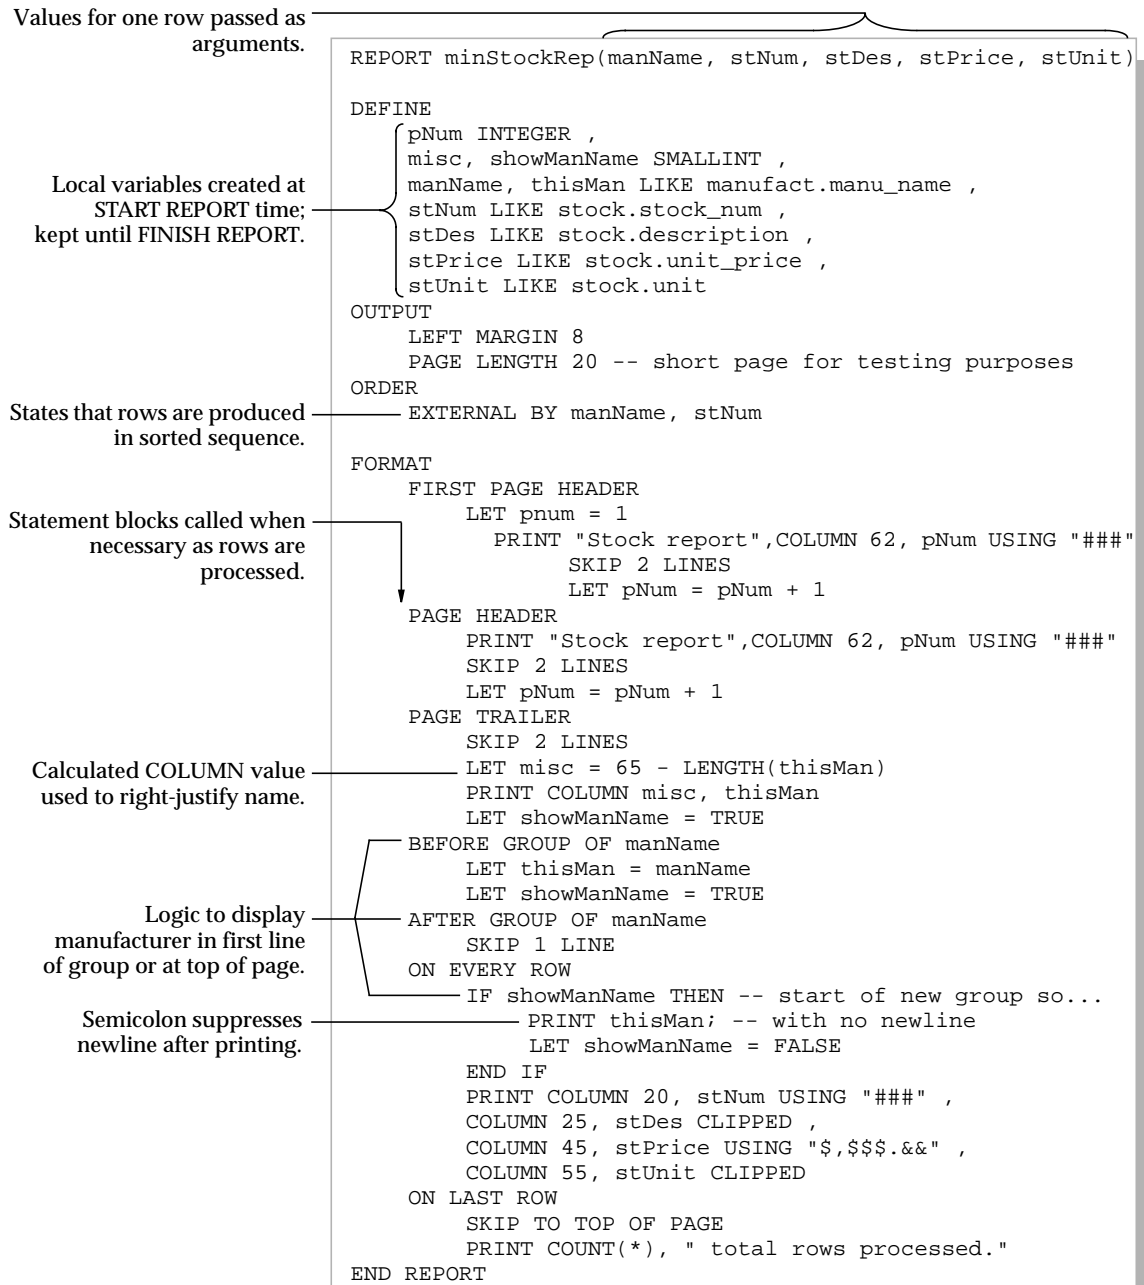 Values for one row passed as
arguments.
REPORT minStockRep(manName, stNum, stDes, stPrice, stUnit)
DEFINE
pNum INTEGER ,
misc, showManName SMALLINT ,
manName, thisMan LIKE manufact.manu_name ,
stNum LIKE stock.stock_num ,
stDes LIKE stock.description ,
stPrice LIKE stock.unit_price ,
stUnit LIKE stock.unit
Local variables created at
START REPORT time;
kept until FINISH REPORT.
OUTPUT
LEFT MARGIN 8
PAGE LENGTH 20 -- short page for testing purposes
ORDER
EXTERNAL BY manName, stNum
States that rows are produced
in sorted sequence.
FORMAT
FIRST PAGE HEADER
LET pnum = 1
PRINT "Stock report",COLUMN 62, pNum USING "###"
SKIP 2 LINES
LET pNum = pNum + 1
Statement blocks called when
necessary as rows are
processed.
PAGE HEADER
PRINT "Stock report",COLUMN 62, pNum USING "###"
SKIP 2 LINES
LET pNum = pNum + 1
PAGE TRAILER
SKIP 2 LINES
LET misc = 65 - LENGTH(thisMan)
PRINT COLUMN misc, thisMan
LET showManName = TRUE
Calculated COLUMN value
used to right-justify name.
BEFORE GROUP OF manName
LET thisMan = manName
LET showManName = TRUE
AFTER GROUP OF manName
SKIP 1 LINE
ON EVERY ROW
IF showManName THEN -- start of new group so...
Logic to display
manufacturer in first line
of group or at top of page.
PRINT thisMan; -- with no newline
LET showManName = FALSE
Semicolon suppresses
newline after printing.
END IF
PRINT COLUMN 20, stNum USING "###" ,
COLUMN 25, stDes CLIPPED ,
COLUMN 45, stPrice USING "$,$$$.&&" ,
COLUMN 55, stUnit CLIPPED
ON LAST ROW
SKIP TO TOP OF PAGE
PRINT COUNT(*), " total rows processed."
END REPORT